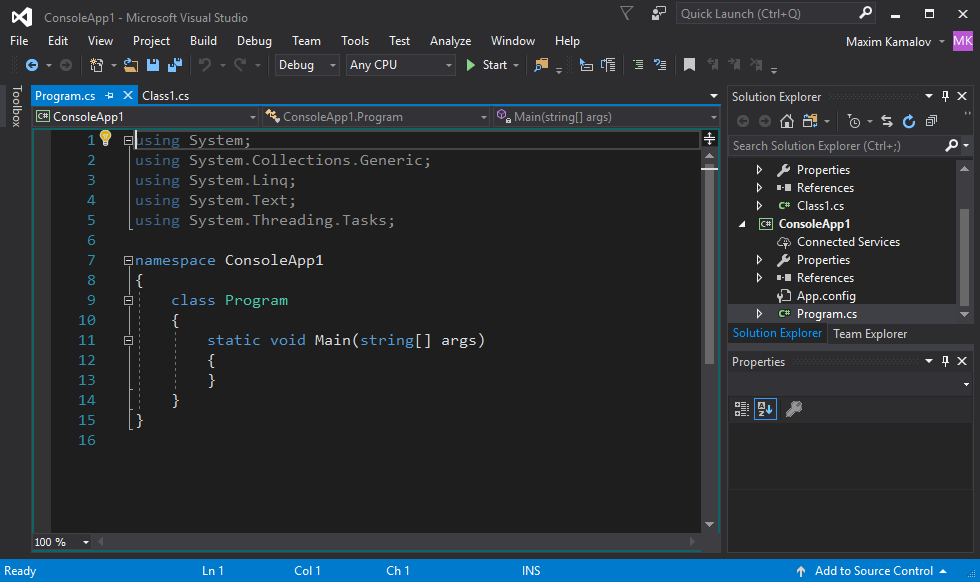 ConsoleApp1 - Microsoft Visual Studio
Quick Launch (Ctrl+Q)
File Edit View Project Build Debug Team Tools Test Analyze Window Help
Maxim Kamalov MK
Debug Any CPU Start
Toolbox
Program.cs Class1.cs
C# ConsoleApp1 ConsoleApp1.Program Main(string[] args)
1 using System;
2 using System.Collections.Generic;
3 using System.Linq;
4 using System.Text;
5 using System.Threading.Tasks;
6
7 namespace ConsoleApp1
8 {
9 class Program
10 {
11 static void Main(string[] args)
12 {
13 }
14 }
15 }
16
100 %
Solution Explorer
Search Solution Explorer (Ctrl+;)
Properties
References
C# Class1.cs
C# ConsoleApp1
Connected Services
Properties
References
App.config
C# Program.cs
Solution Explorer Team Explorer
Properties
Ready Ln 1 Col 1 Ch 1 INS Add to Source Control